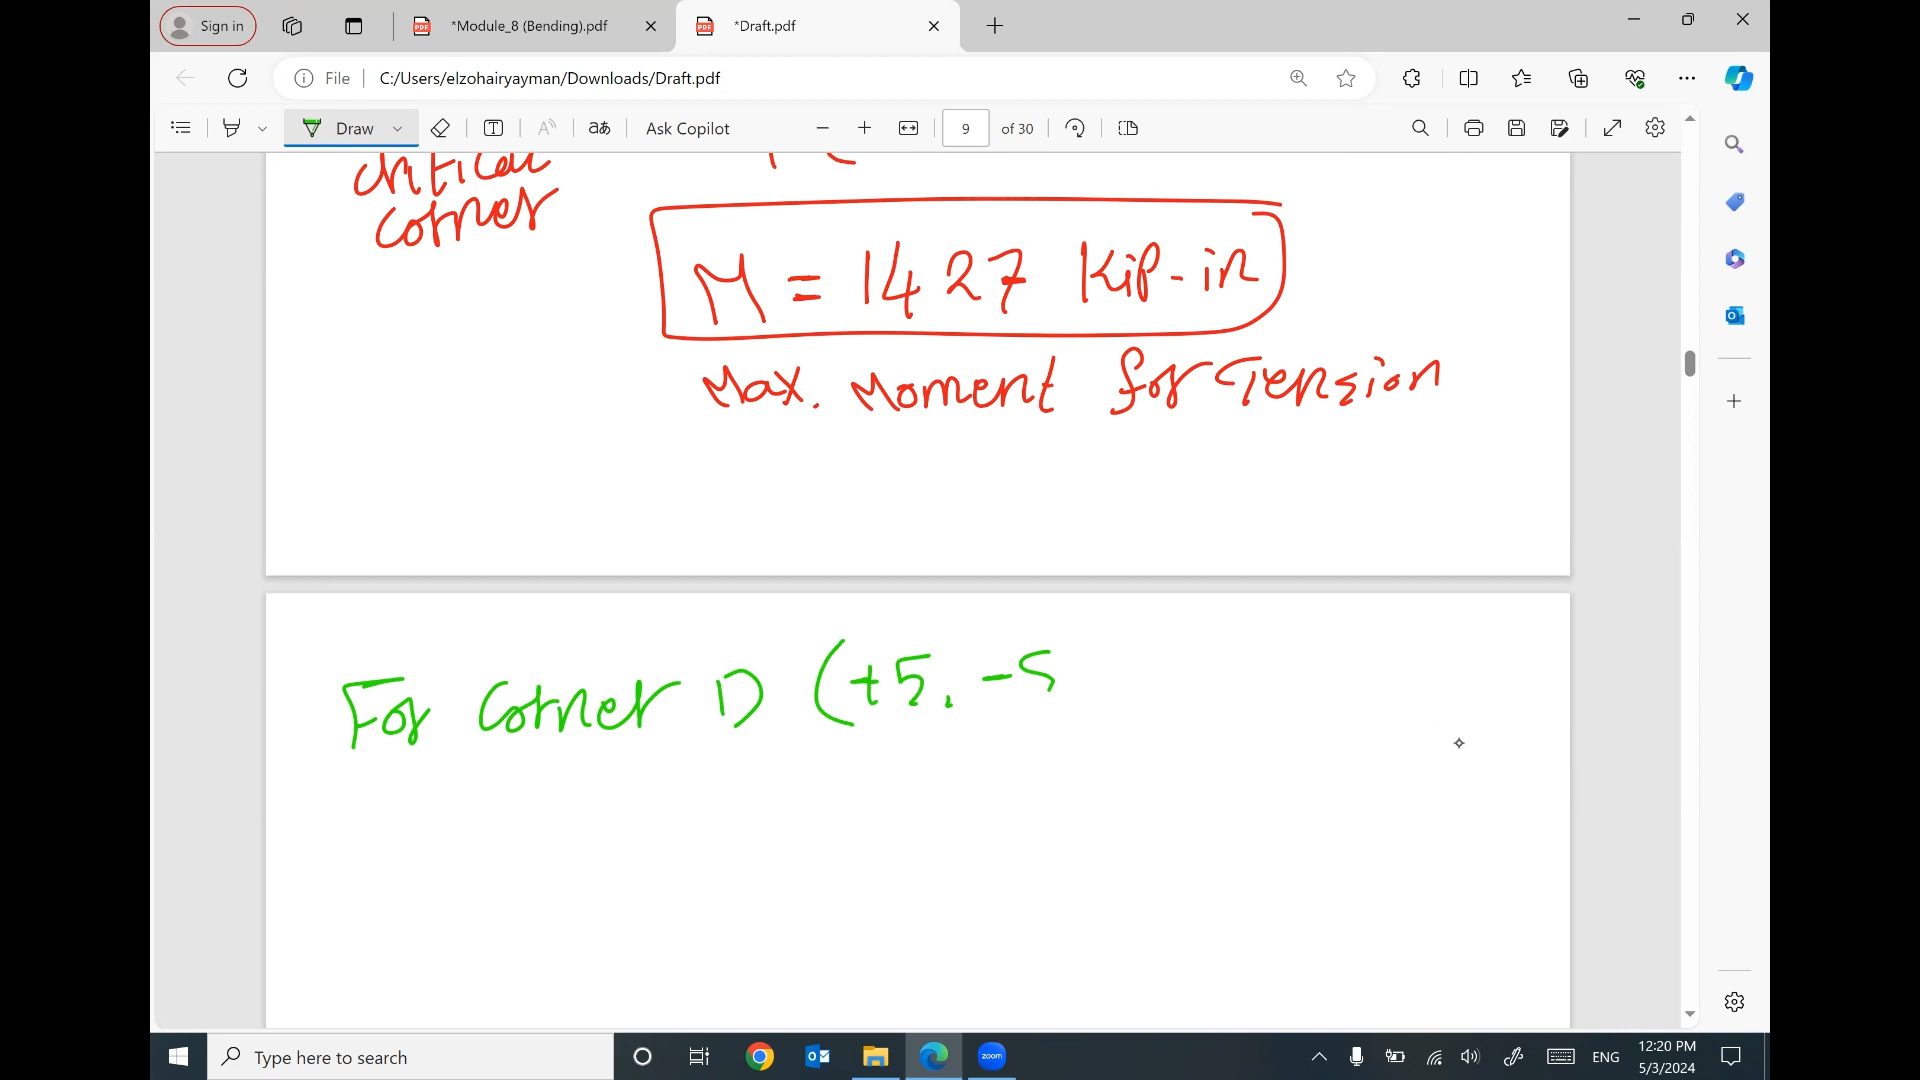 Sign in
*Module_8 (Bending).pdf
*Draft.pdf
File
C:/Users/elzohairyayman/Downloads/Draft.pdf
Draw
Ask Copilot
9 of 30
critical
corner
M = 1427 Kip-in
Max. Moment for Tension
For Corner D (+5, -5
Type here to search
zoom
ENG
12:20 PM
5/3/2024